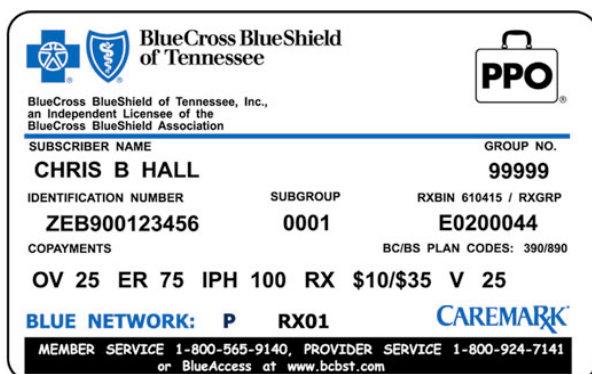 BlueCross BlueShield
of Tennessee
PPO
BlueCross BlueShield of Tennessee, Inc.,
an Independent Licensee of the
BlueCross BlueShield Association
SUBSCRIBER NAME GROUP NO.
CHRIS B HALL 99999
IDENTIFICATION NUMBER SUBGROUP RXBIN 610415 / RXGRP
ZEB900123456 0001 E0200044
COPAYMENTS BC/BS PLAN CODES: 390/890
OV 25 ER 75 IPH 100 RX $10/$35 V 25
BLUE NETWORK: P RX01 CAREMARK
MEMBER SERVICE 1-800-565-9140, PROVIDER SERVICE 1-800-924-7141
or BlueAccess at www.bcbst.com